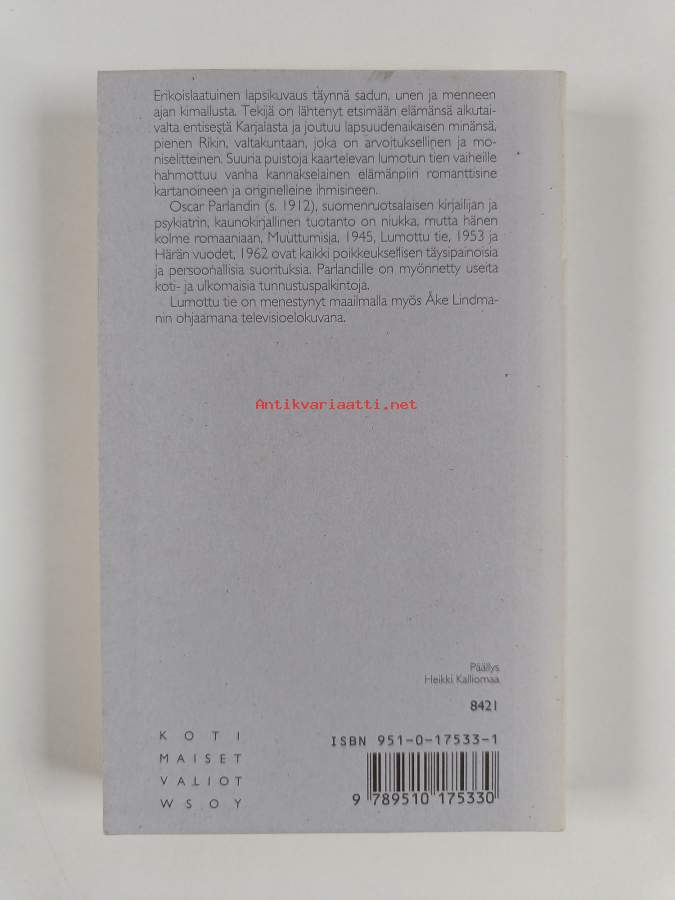 Erikoislaatuinen lapsikuvaus täynnä sadun, unen ja menneen
ajan kimallusta. Tekijä on lähtenyt etsimään elämänsä alkutai-
valta entisestä Karjalasta ja joutuu lapsuudenaikaisen minänsä,
pienen Rikin, valtakuntaan, joka on arvoituksellinen ja mo-
niselitteinen. Suuria puistoja kaartelevan lumotun tien vaiheille
hahmottuu vanha kannakselainen elämänpiiri romanttisine
kartanoineen ja originelleine ihmisineen.
Oscar Parlandin (s. 1912), suomenruotsalaisen kirjailijan ja
psykiatrin, kaunokirjallinen tuotanto on niukka, mutta hänen
kolme romaaniaan, Muuttumisia, 1945, Lumottu tie, 1953 ja
Härän vuodet, 1962 ovat kaikki poikkeuksellisen täysipainoisia
ja persoonallisia suorituksia. Parlandille on myönnetty useita
koti- ja ulkomaisia tunnustuspalkintoja.
Lumottu tie on menestynyt maailmalla myös Åke Lindma-
nin ohjaamana televisioelokuvana.
Antikvariaatti.net
Päällys
Heikki Kalliomaa
8421
KOTI
MAISET
VALIOT
WSOY
ISBN 951-0-17533-1
9 789510 175330